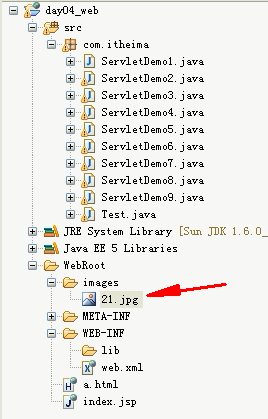 day04_web
src
com.itheima
ServletDemo1.java
ServletDemo2.java
ServletDemo3.java
ServletDemo4.java
ServletDemo5.java
ServletDemo6.java
ServletDemo7.java
ServletDemo8.java
ServletDemo9.java
Test.java
JRE System Library [Sun JDK 1.6.0_
Java EE 5 Libraries
WebRoot
images
21.jpg
META-INF
WEB-INF
lib
web.xml
a.html
index.jsp